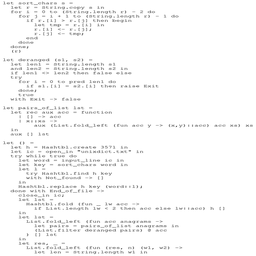 let sort_chars s =
let r = String.copy s in
for i = 0 to (String.length r) - 2 do
for j = i + 1 to (String.length r) - 1 do
if r.[i] > r.[j] then begin
let tmp = r.[i] in
r.[i] <- r.[j];
r.[j] <- tmp;
end
done
done;
(r)
let deranged (s1, s2) =
let len1 = String.length s1
and len2 = String.length s2 in
if len1 <> len2 then false else
try
for i = 0 to pred len1 do
if s1.[i] = s2.[i] then raise Exit
done;
true
with Exit -> false
let pairs_of_list lst =
let rec aux acc = function
| [] -> acc
| x::xs ->
aux (List.fold_left (fun acc y -> (x,y)::acc) acc xs) xs
in
aux [] lst
let () =
let h = Hashtbl.create 3571 in
let ic = open_in "unixdict.txt" in
try while true do
let word = input_line ic in
let key = sort_chars word in
let l =
try Hashtbl.find h key
with Not_found -> []
in
Hashtbl.replace h key (word::l);
done with End_of_file ->
close_in ic;
let lst =
Hashtbl.fold (fun _ lw acc ->
if List.length lw < 2 then acc else lw::acc) h []
in
let lst =
List.fold_left (fun acc anagrams ->
let pairs = pairs_of_list anagrams in
(List.filter deranged pairs) @ acc
) [] lst
in
let res, _ =
List.fold_left (fun (res, n) (w1, w2) ->
let len = String.length w1 in